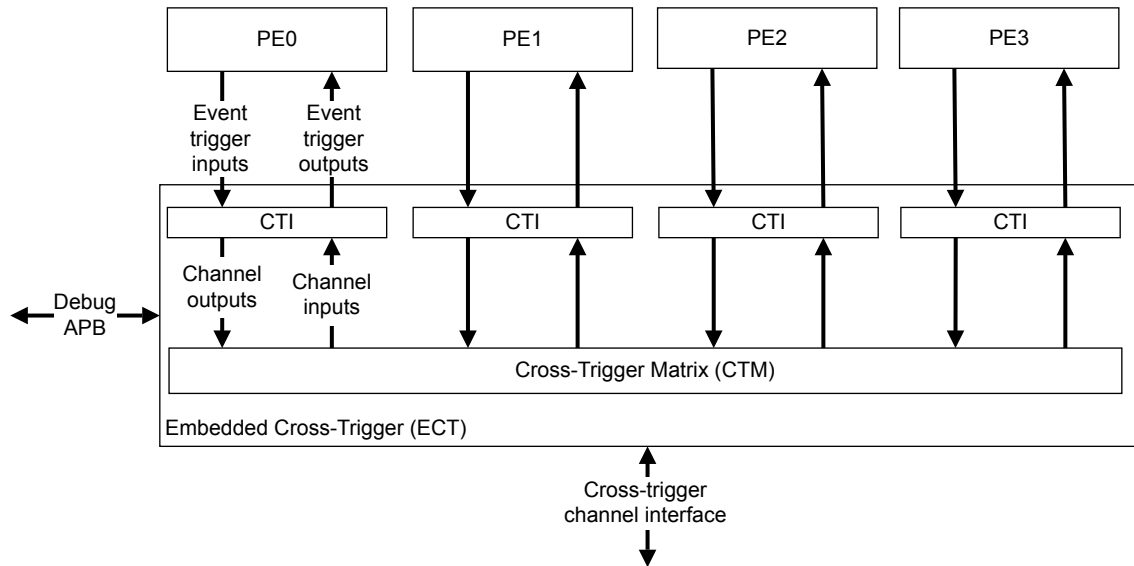 PE0
PE1
PE2
PE3
Event
trigger
inputs
Event
trigger
outputs
CTI
CTI
CTI
CTI
Channel
outputs
Channel
inputs
Debug
APB
Cross-Trigger Matrix (CTM)
Embedded Cross-Trigger (ECT)
Cross-trigger
channel interface